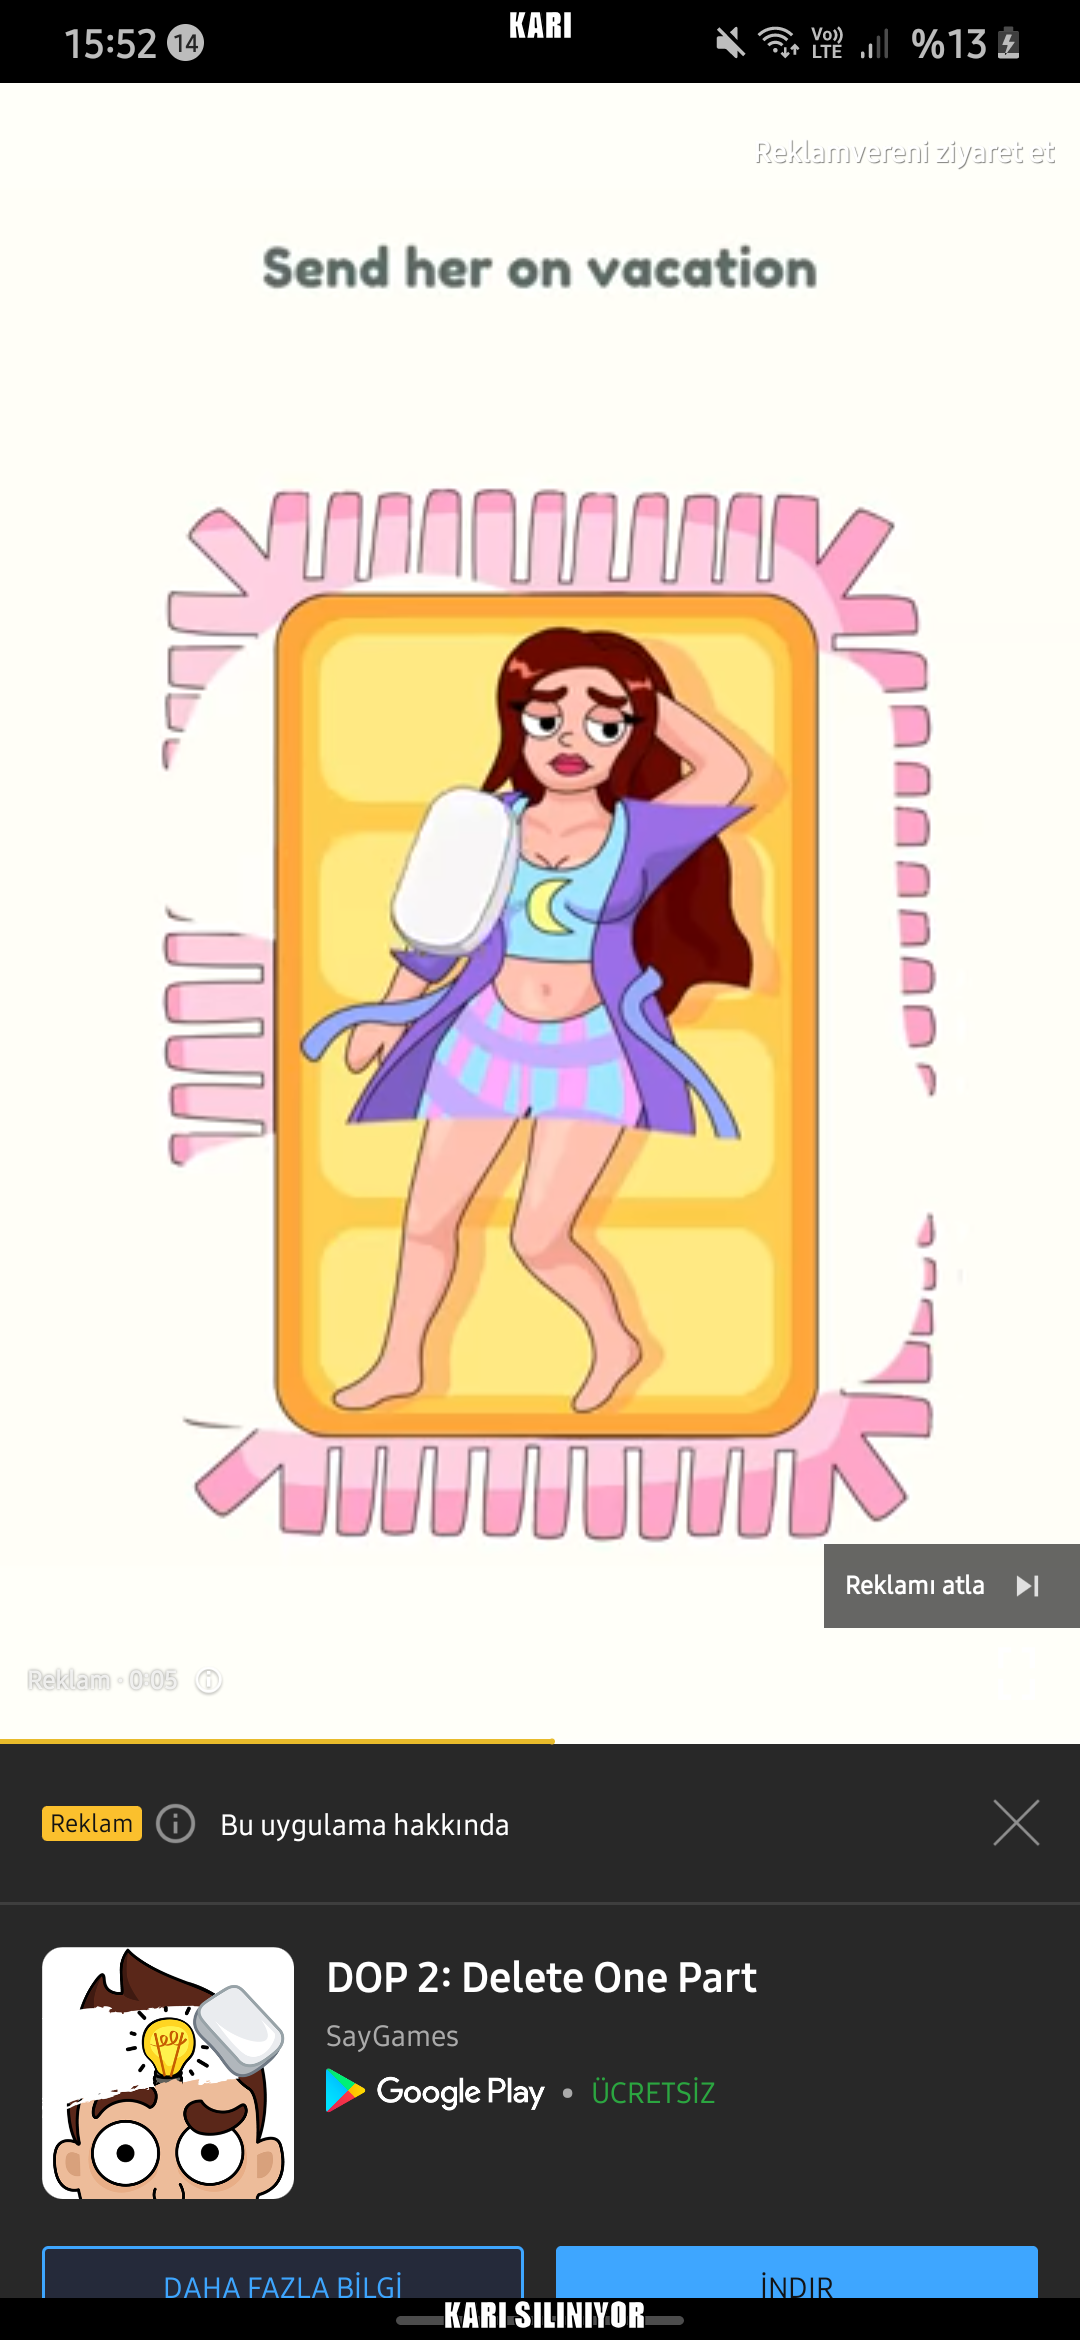 KARI
15:52 14
Vo)) LTE %13
Reklamvereni ziyaret et
Send her on vacation
Reklamı atla
Reklam · 0:05
Reklam Bu uygulama hakkında
DOP 2: Delete One Part
SayGames
Google Play • ÜCRETSİZ
DAHA FAZLA BİLGİ
İNDIR
KARI SILINIYOR